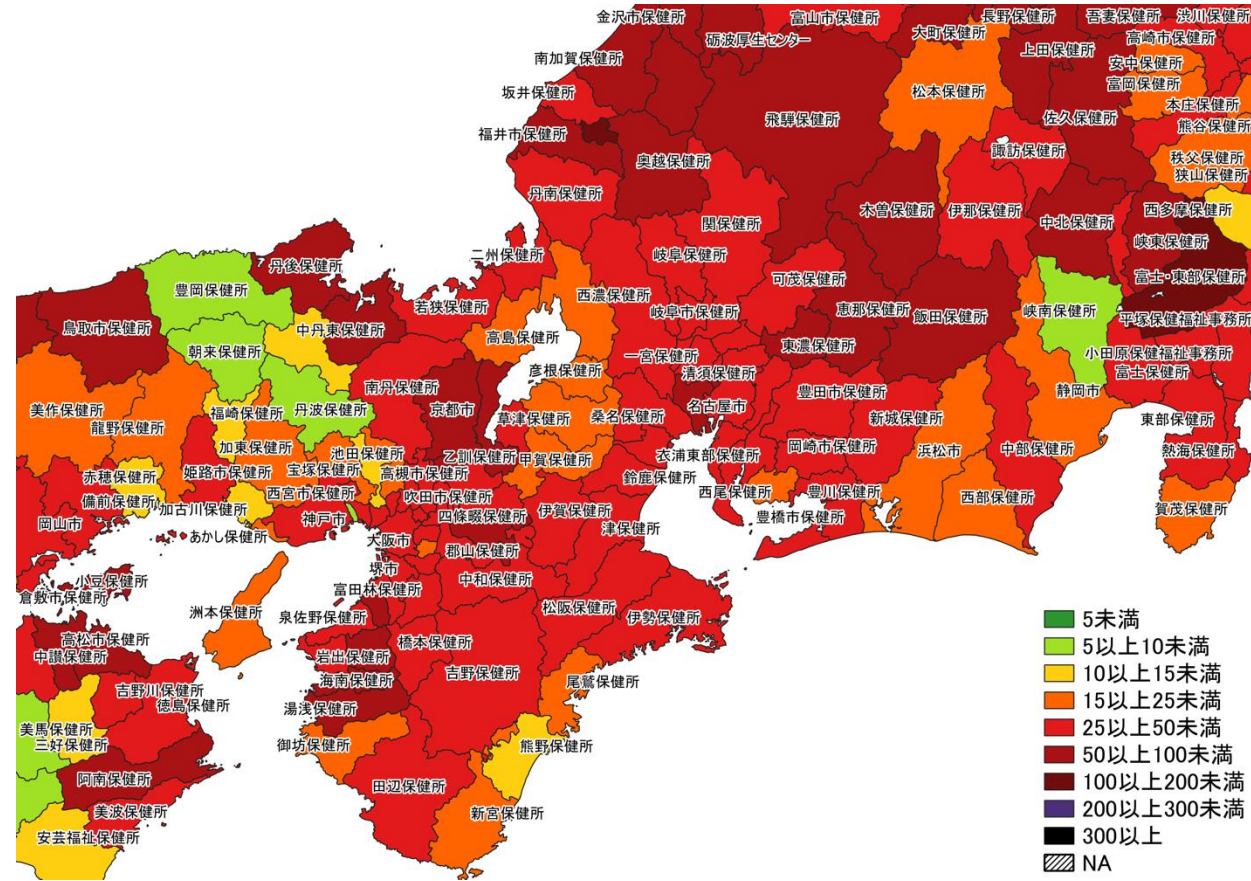 金沢市保健所
富山市保健所
長野保健所
吾妻保健所
渋川保健所
砺波厚生センター
大町保健所
高崎市保健所
南加賀保健所
上田保健所
安中保健所
坂井保健所
松本保健所
富岡保健所
本庄保健所
飛騨保健所
佐久保健所
熊谷保健所
福井市保健所
諏訪保健所
秩父保健所
奥越保健所
狭山保健所
丹南保健所
木曽保健所
伊那保健所
西多摩保健所
関保健所
中北保健所
峡東保健所
二州保健所
岐阜保健所
丹後保健所
可茂保健所
富士・東部保健所
豊岡保健所
西濃保健所
若狭保健所
恵那保健所
飯田保健所
峡南保健所
鳥取市保健所
中丹東保健所
岐阜市保健所
平塚保健福祉事務所
高島保健所
東濃保健所
朝来保健所
一宮保健所
小田原保健福祉事務所
彦根保健所
清須保健所
富士保健所
南丹保健所
豊田市保健所
静岡市
美作保健所
福崎保健所
丹波保健所
京都市
名古屋市
新城保健所
草津保健所
桑名保健所
東部保健所
龍野保健所
加東保健所
岡崎市保健所
浜松市
中部保健所
池田保健所
乙訓保健所
甲賀保健所
衣浦東部保健所
熱海保健所
赤穂保健所
姫路市保健所
宝塚保健所
高槻市保健所
鈴鹿保健所
西尾保健所
豊川保健所
西部保健所
備前保健所
西宮市保健所
吹田市保健所
賀茂保健所
加古川保健所
神戸市
四條畷保健所
伊賀保健所
豊橋市保健所
岡山市
あかし保健所
大阪市
郡山保健所
津保健所
堺市
小豆保健所
中和保健所
富田林保健所
倉敷市保健所
洲本保健所
松阪保健所
伊勢保健所
泉佐野保健所
高松市保健所
橋本保健所
中讃保健所
岩出保健所
吉野保健所
海南保健所
尾鷲保健所
吉野川保健所
徳島保健所
湯浅保健所
美馬保健所
御坊保健所
熊野保健所
三好保健所
阿南保健所
田辺保健所
美波保健所
新宮保健所
安芸福祉保健所
5未満
5以上10未満
10以上15未満
15以上25未満
25以上50未満
50以上100未満
100以上200未満
200以上300未満
300以上
NA